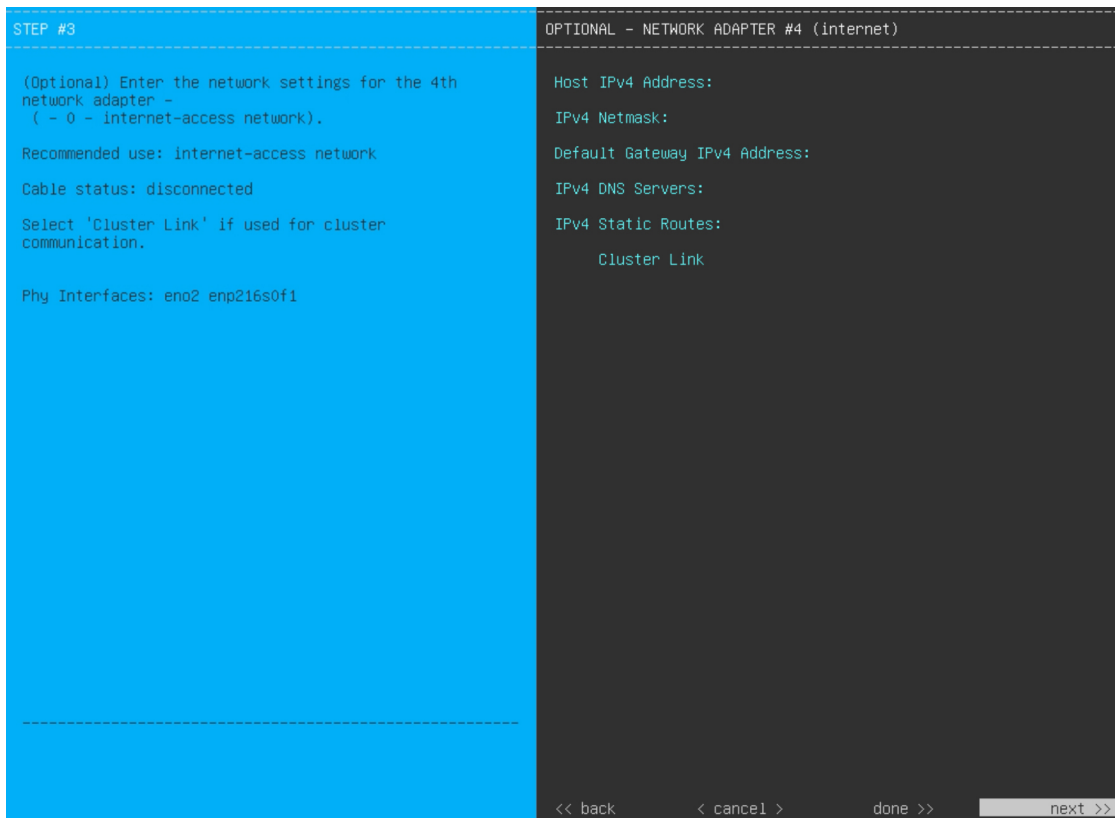 STEP #3
(Optional) Enter the network settings for the 4th
network adapter -
( - 0 - internet-access network).
Recommended use: internet-access network
Cable status: disconnected
Select 'Cluster Link' if used for cluster
communication.
Phy Interfaces: eno2 enp216s0f1
OPTIONAL - NETWORK ADAPTER #4 (internet)
Host IPv4 Address:
IPv4 Netmask:
Default Gateway IPv4 Address:
IPv4 DNS Servers:
IPv4 Static Routes:
Cluster Link
<< back < cancel > done >> next >>